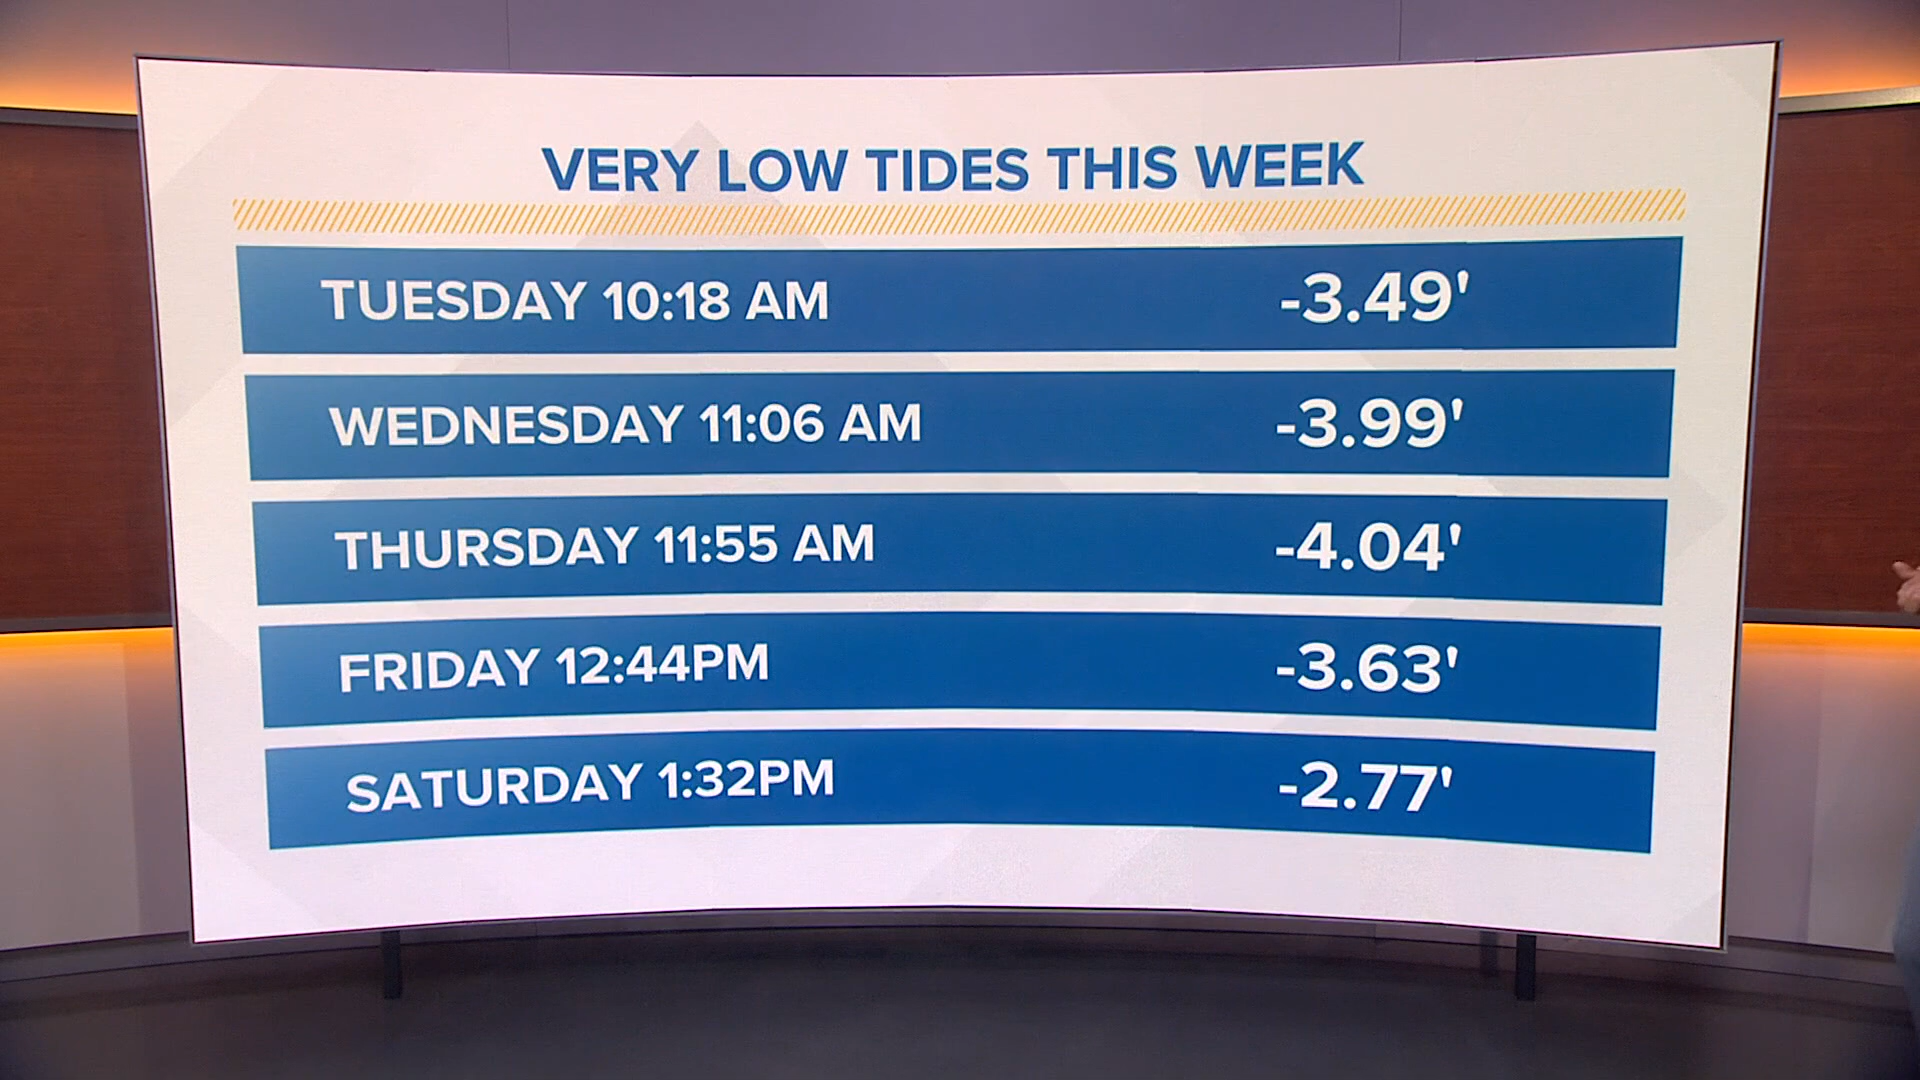 VERY LOW TIDES THIS WEEK
TUESDAY 10:18 AM -3.49'
WEDNESDAY 11:06 AM -3.99'
THURSDAY 11:55 AM -4.04'
FRIDAY 12:44PM -3.63'
SATURDAY 1:32PM -2.77'